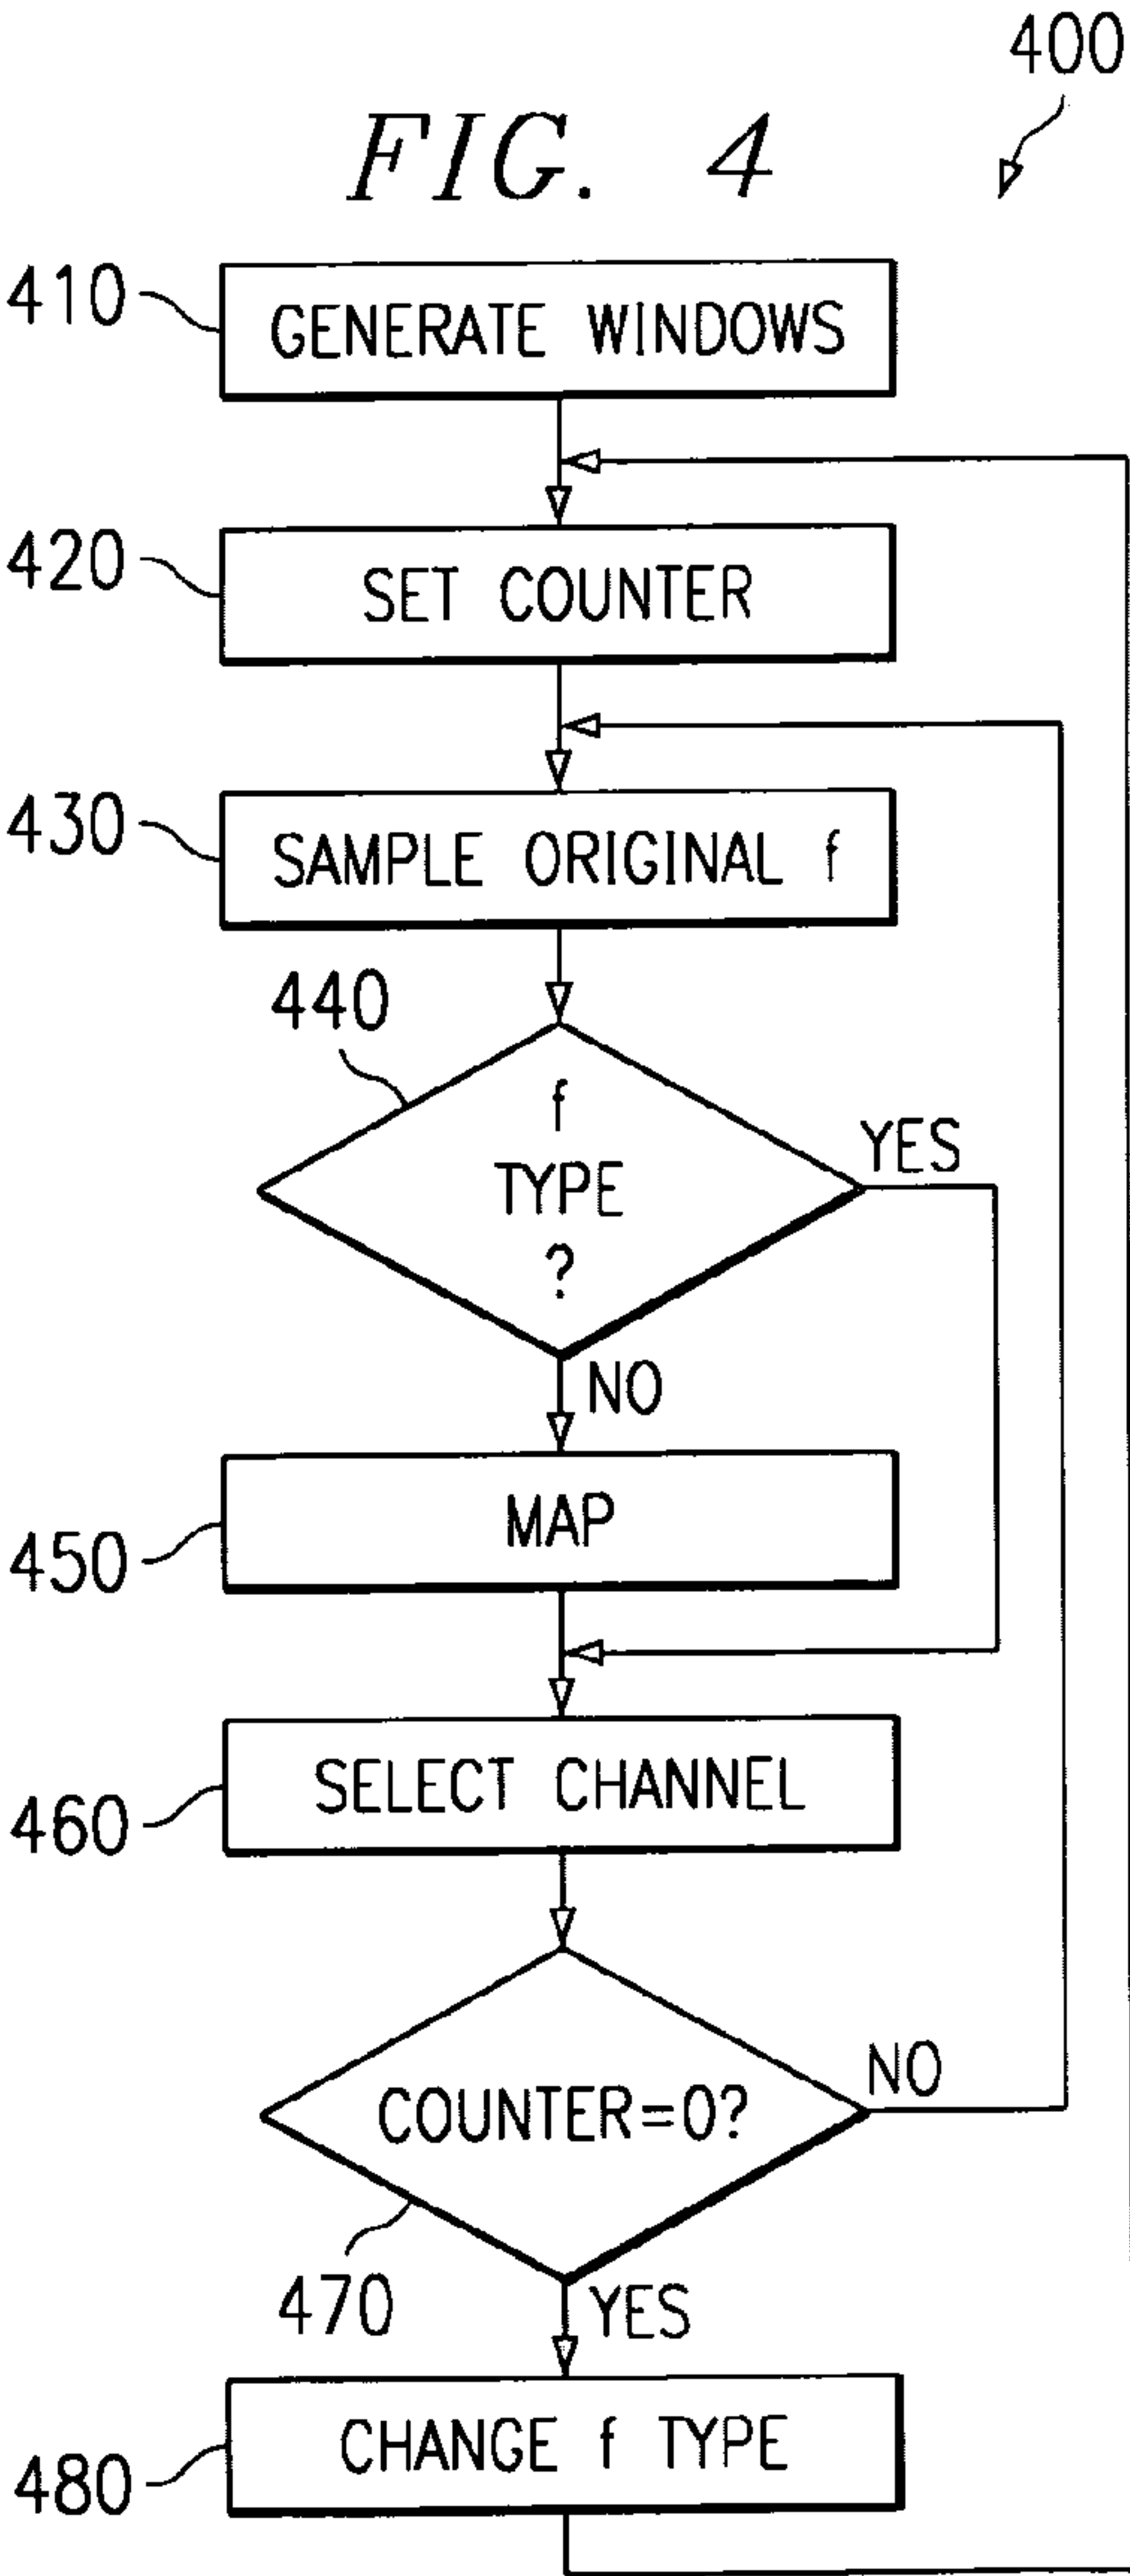 400
FIG. 4
410
GENERATE WINDOWS
420
SET COUNTER
430
SAMPLE ORIGINAL f
440
f
TYPE
?
YES
NO
450
MAP
460
SELECT CHANNEL
COUNTER=0?
NO
470
YES
480
CHANGE f TYPE